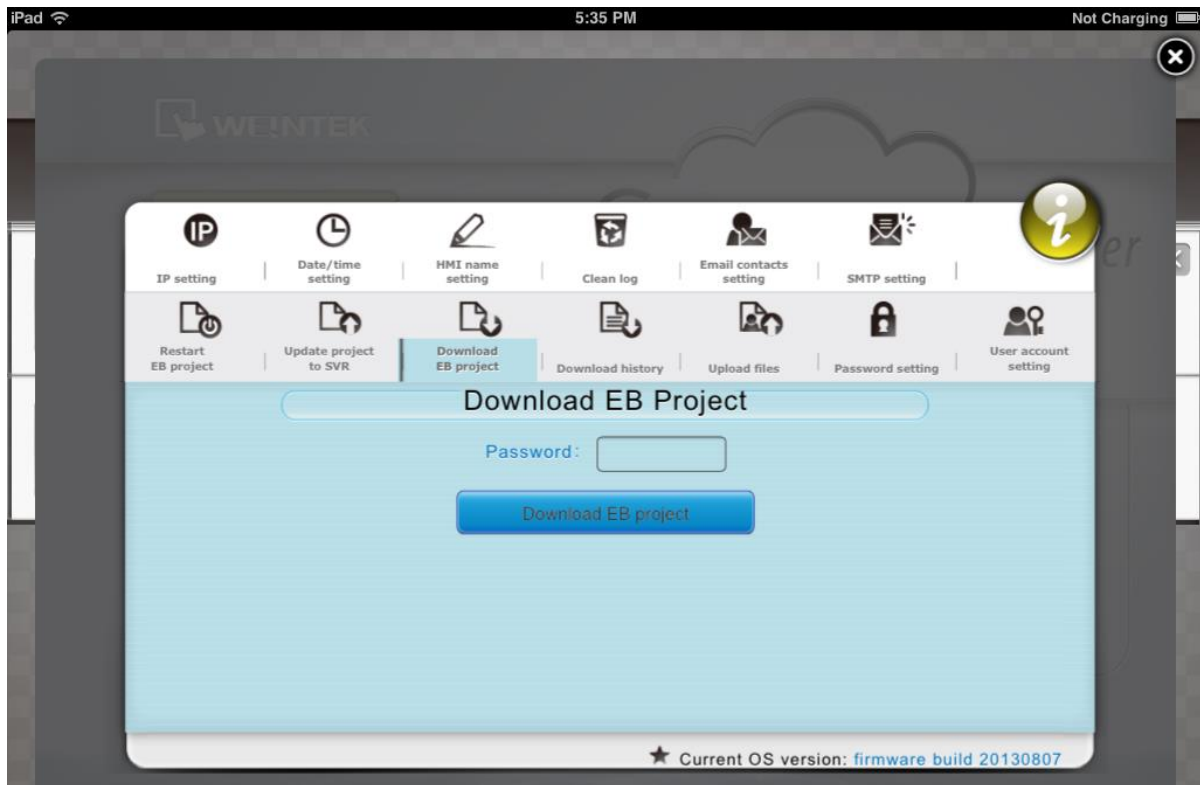 iPad 5:35 PM Not Charging
WEINTEK
er
IP setting
Date/time
setting
HMI name
setting
Clean log
Email contacts
setting
SMTP setting
Restart
EB project
Update project
to SVR
Download
EB project
Download history
Upload files
Password setting
User account
setting
Download EB Project
Password:
Download EB project
★ Current OS version: firmware build 20130807